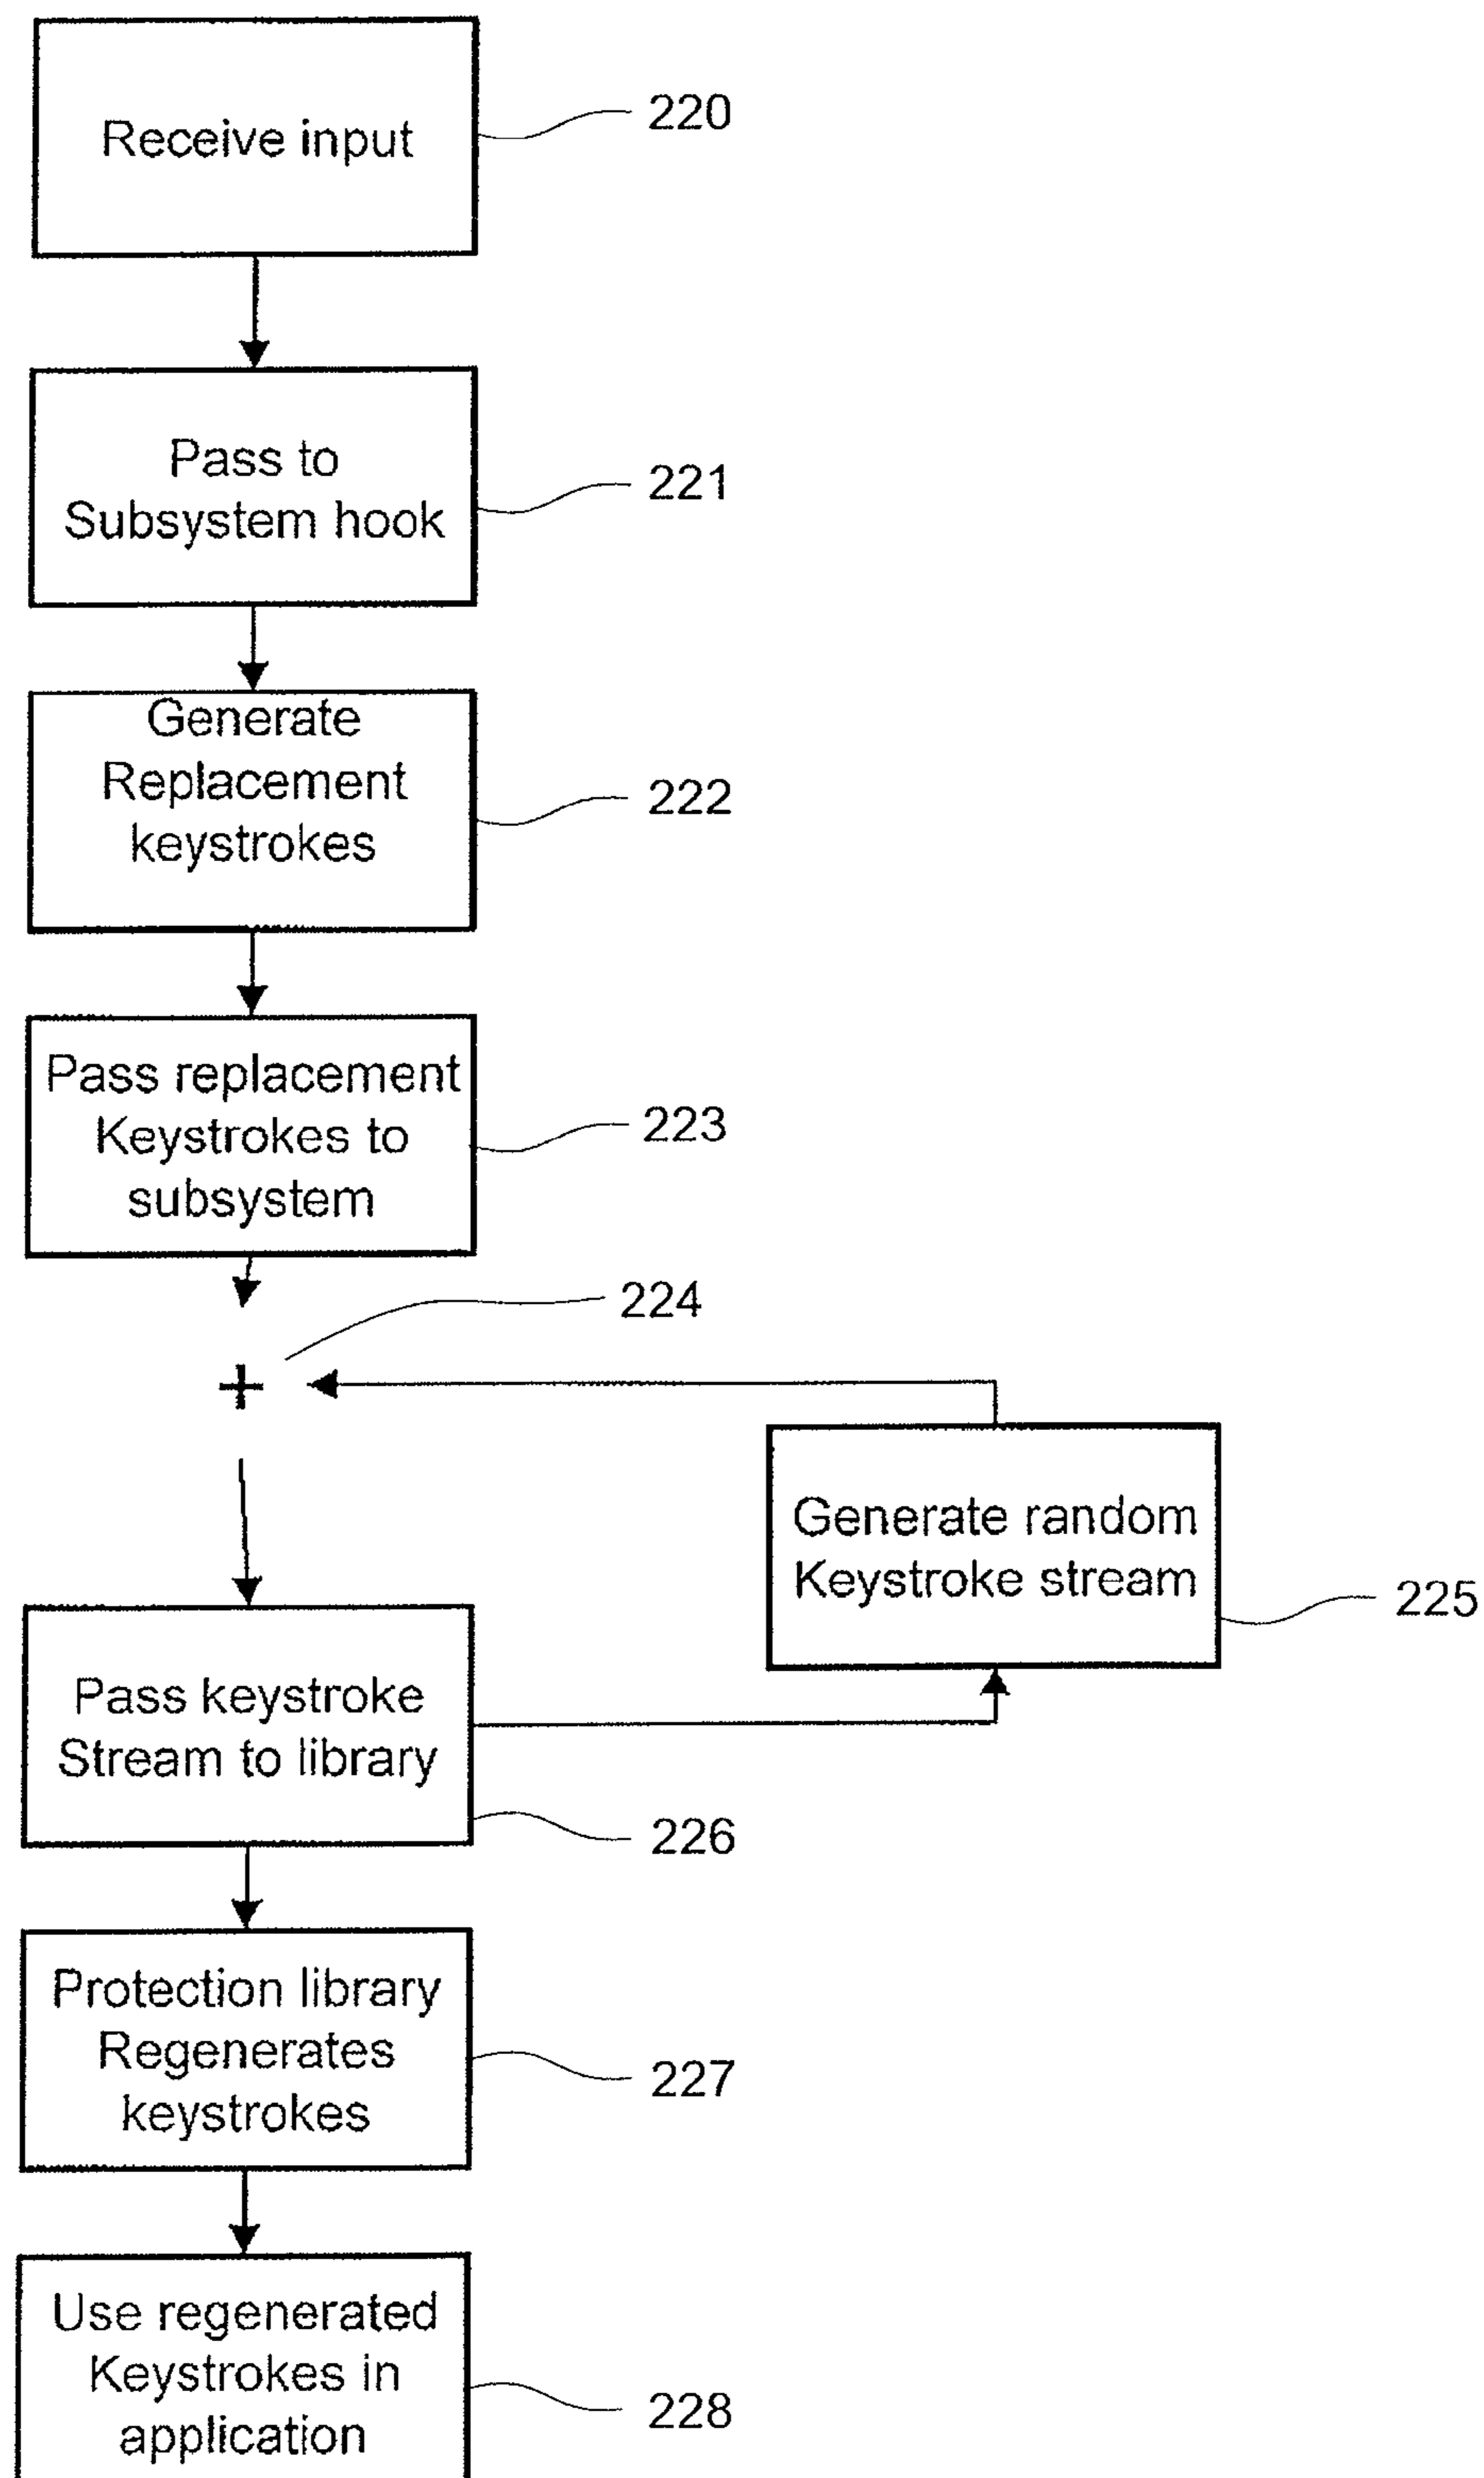 Receive input
220
Pass to
Subsystem hook
221
Generate
Replacement
keystrokes
222
Pass replacement
Keystrokes to
subsystem
223
224
+
Generate random
Keystroke stream
225
Pass keystroke
Stream to library
226
Protection library
Regenerates
keystrokes
227
Use regenerated
Keystrokes in
application
228